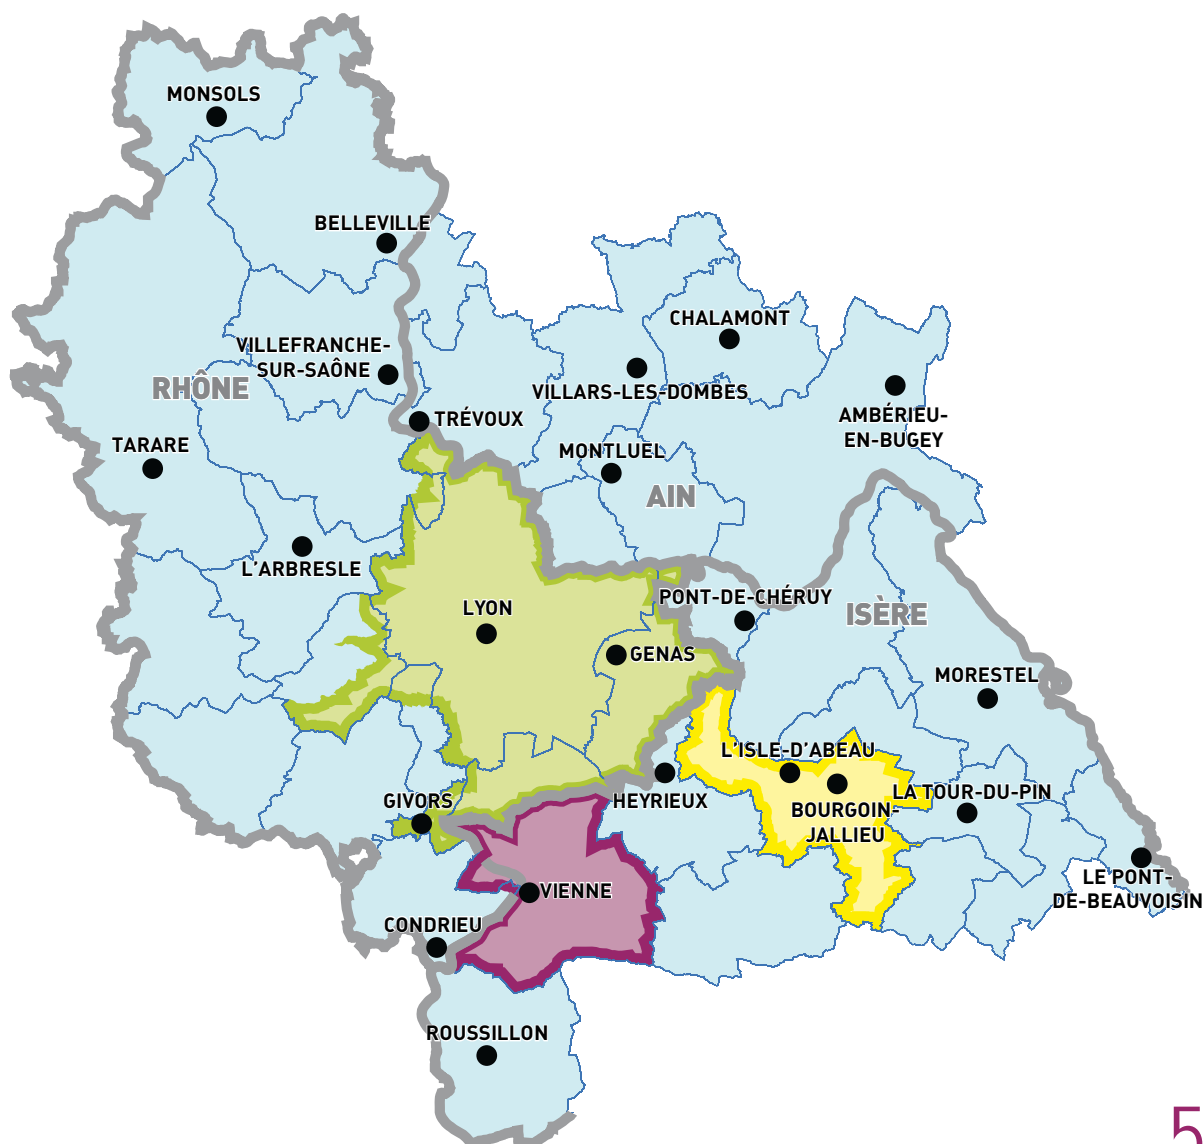 MONSOLS
BELLEVILLE
CHALAMONT
VILLEFRANCHE-
SUR-SAÔNE
RHÔNE
VILLARS-LES-DOMBES
AMBÉRIEU-
EN-BUGEY
TRÉVOUX
TARARE
MONTLUEL
AIN
L'ARBRESLE
PONT-DE-CHÉRUY
LYON
ISÈRE
GENAS
MORESTEL
L'ISLE-D'ABEAU
GIVORS
HEYRIEUX
BOURGOIN-
JALLIEU
LA TOUR-DU-PIN
LE PONT-
DE-BEAUVOISIN
VIENNE
CONDRIEU
ROUSSILLON
5